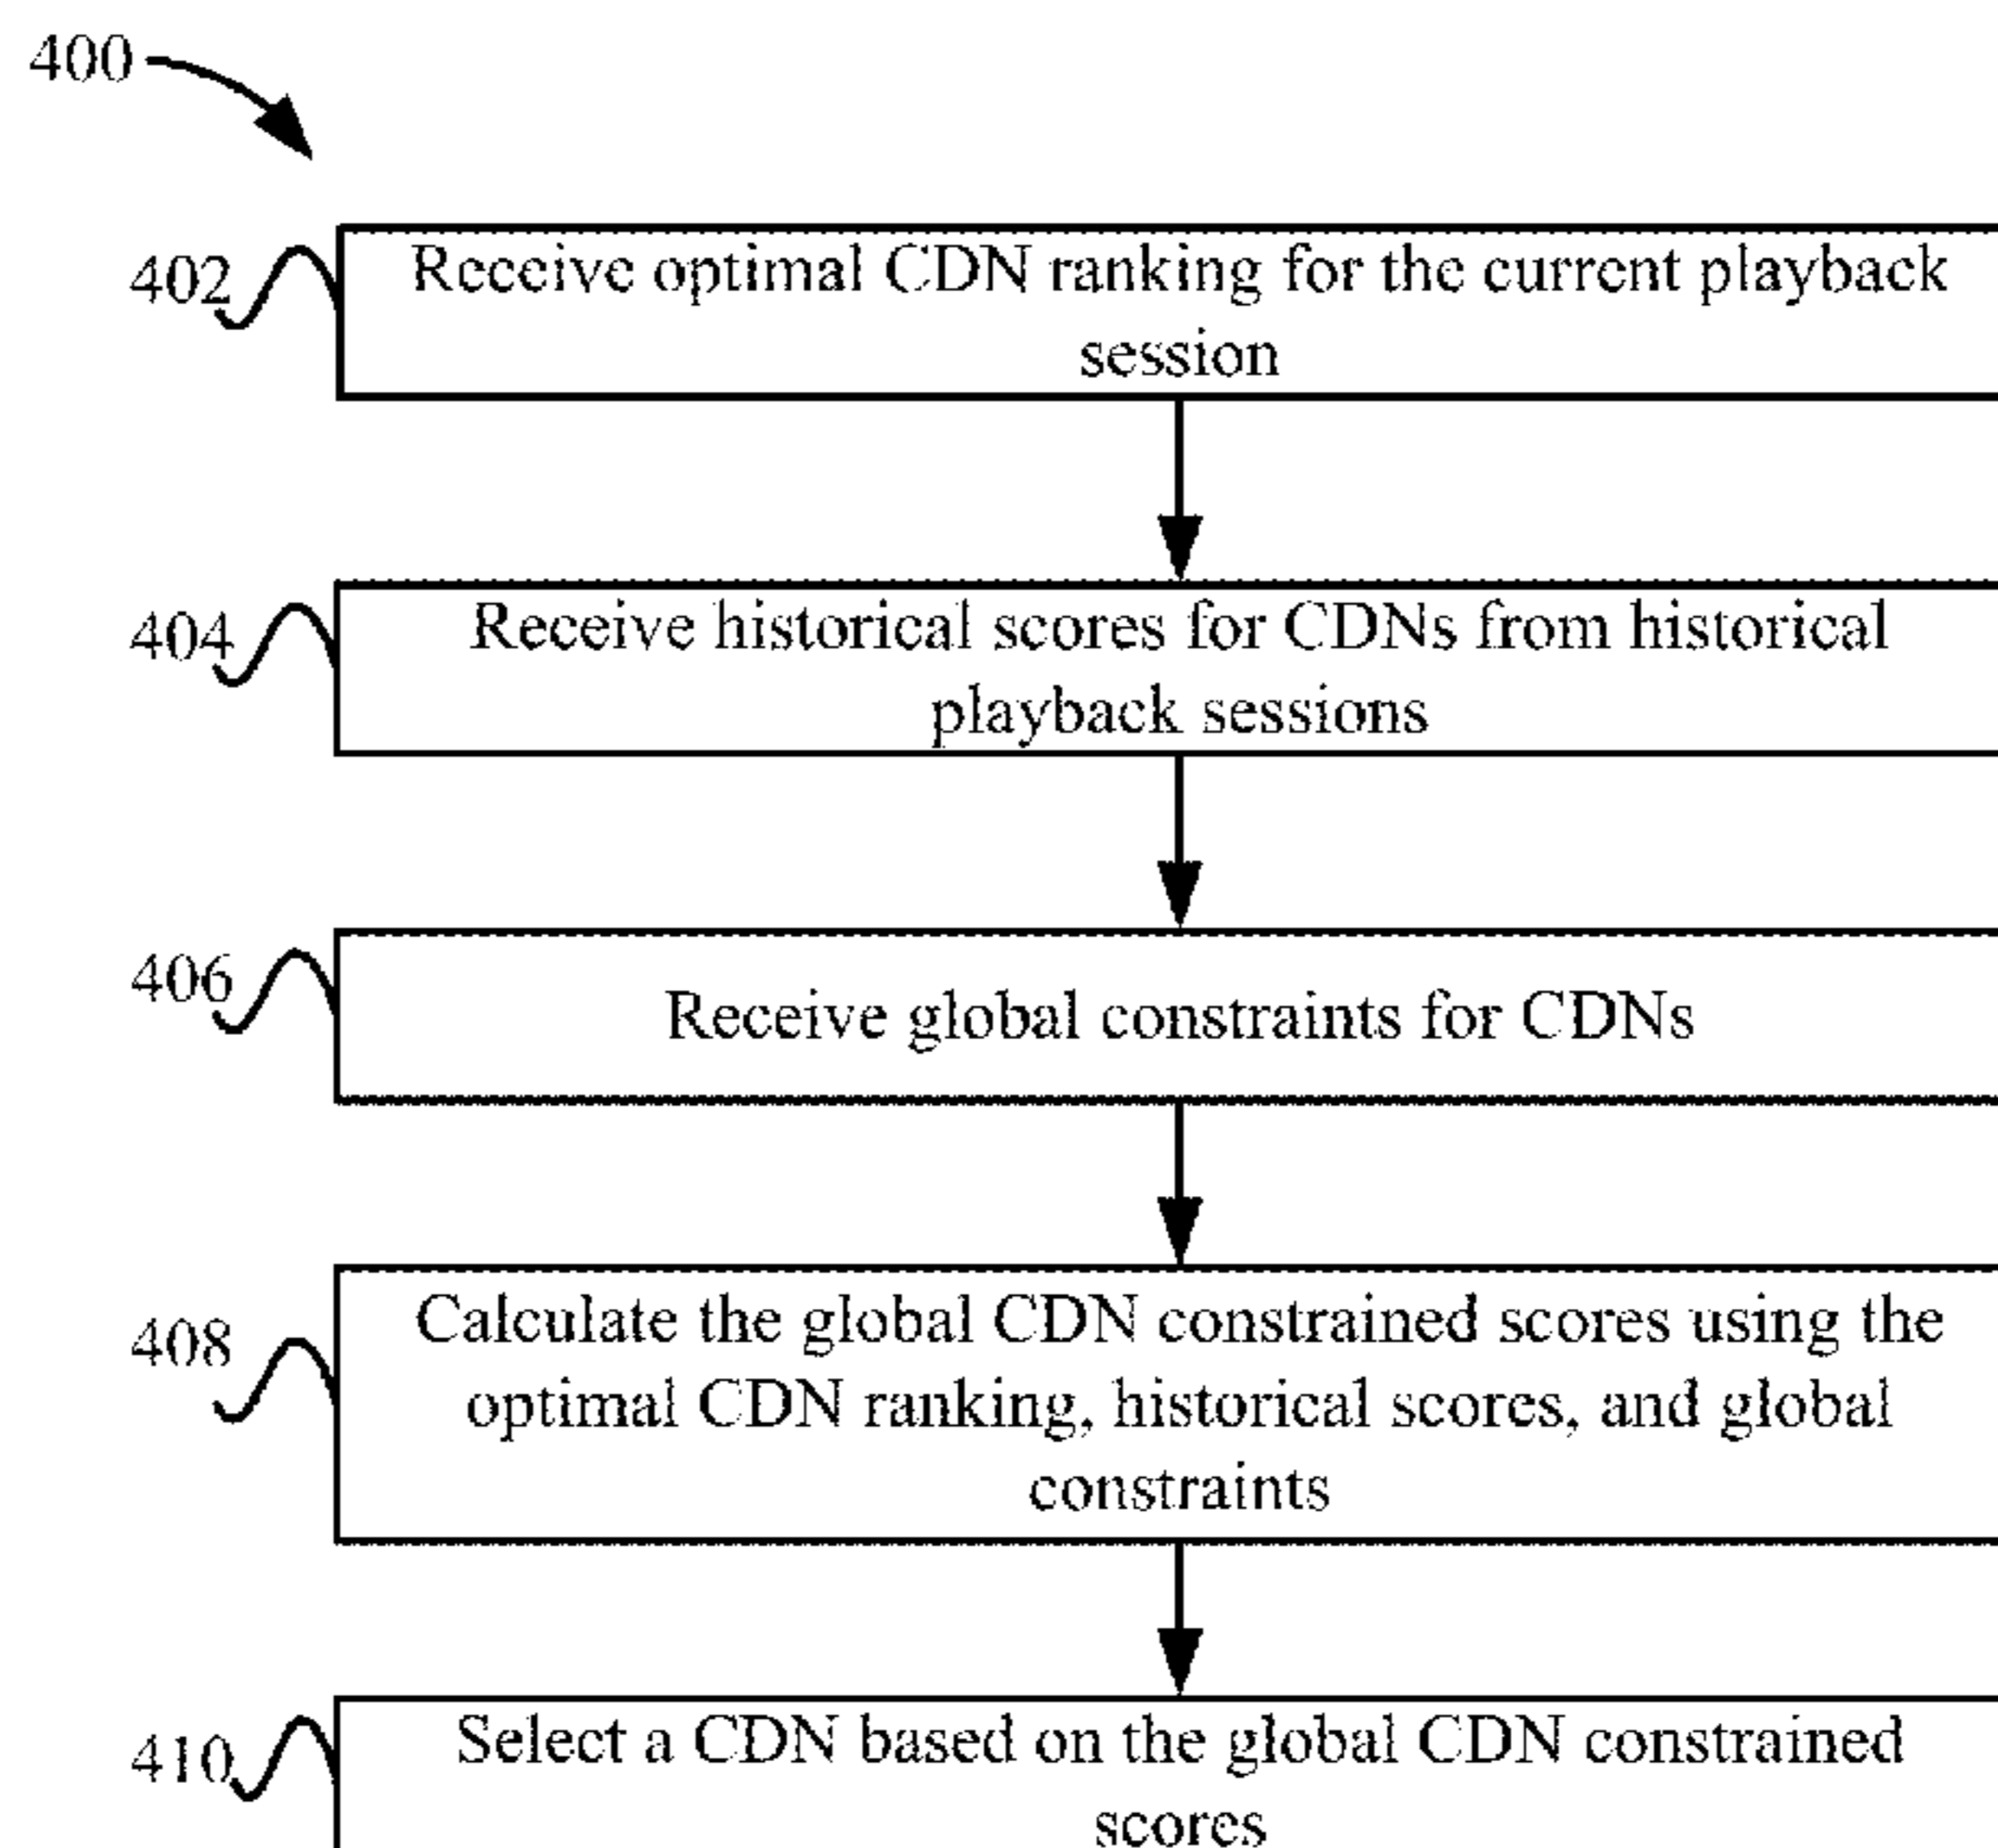 400
402
Receive optimal CDN ranking for the current playback
session
404
Receive historical scores for CDNs from historical
playback sessions
406
Receive global constraints for CDNs
408
Calculate the global CDN constrained scores using the
optimal CDN ranking, historical scores, and global
constraints
410
Select a CDN based on the global CDN constrained
scores